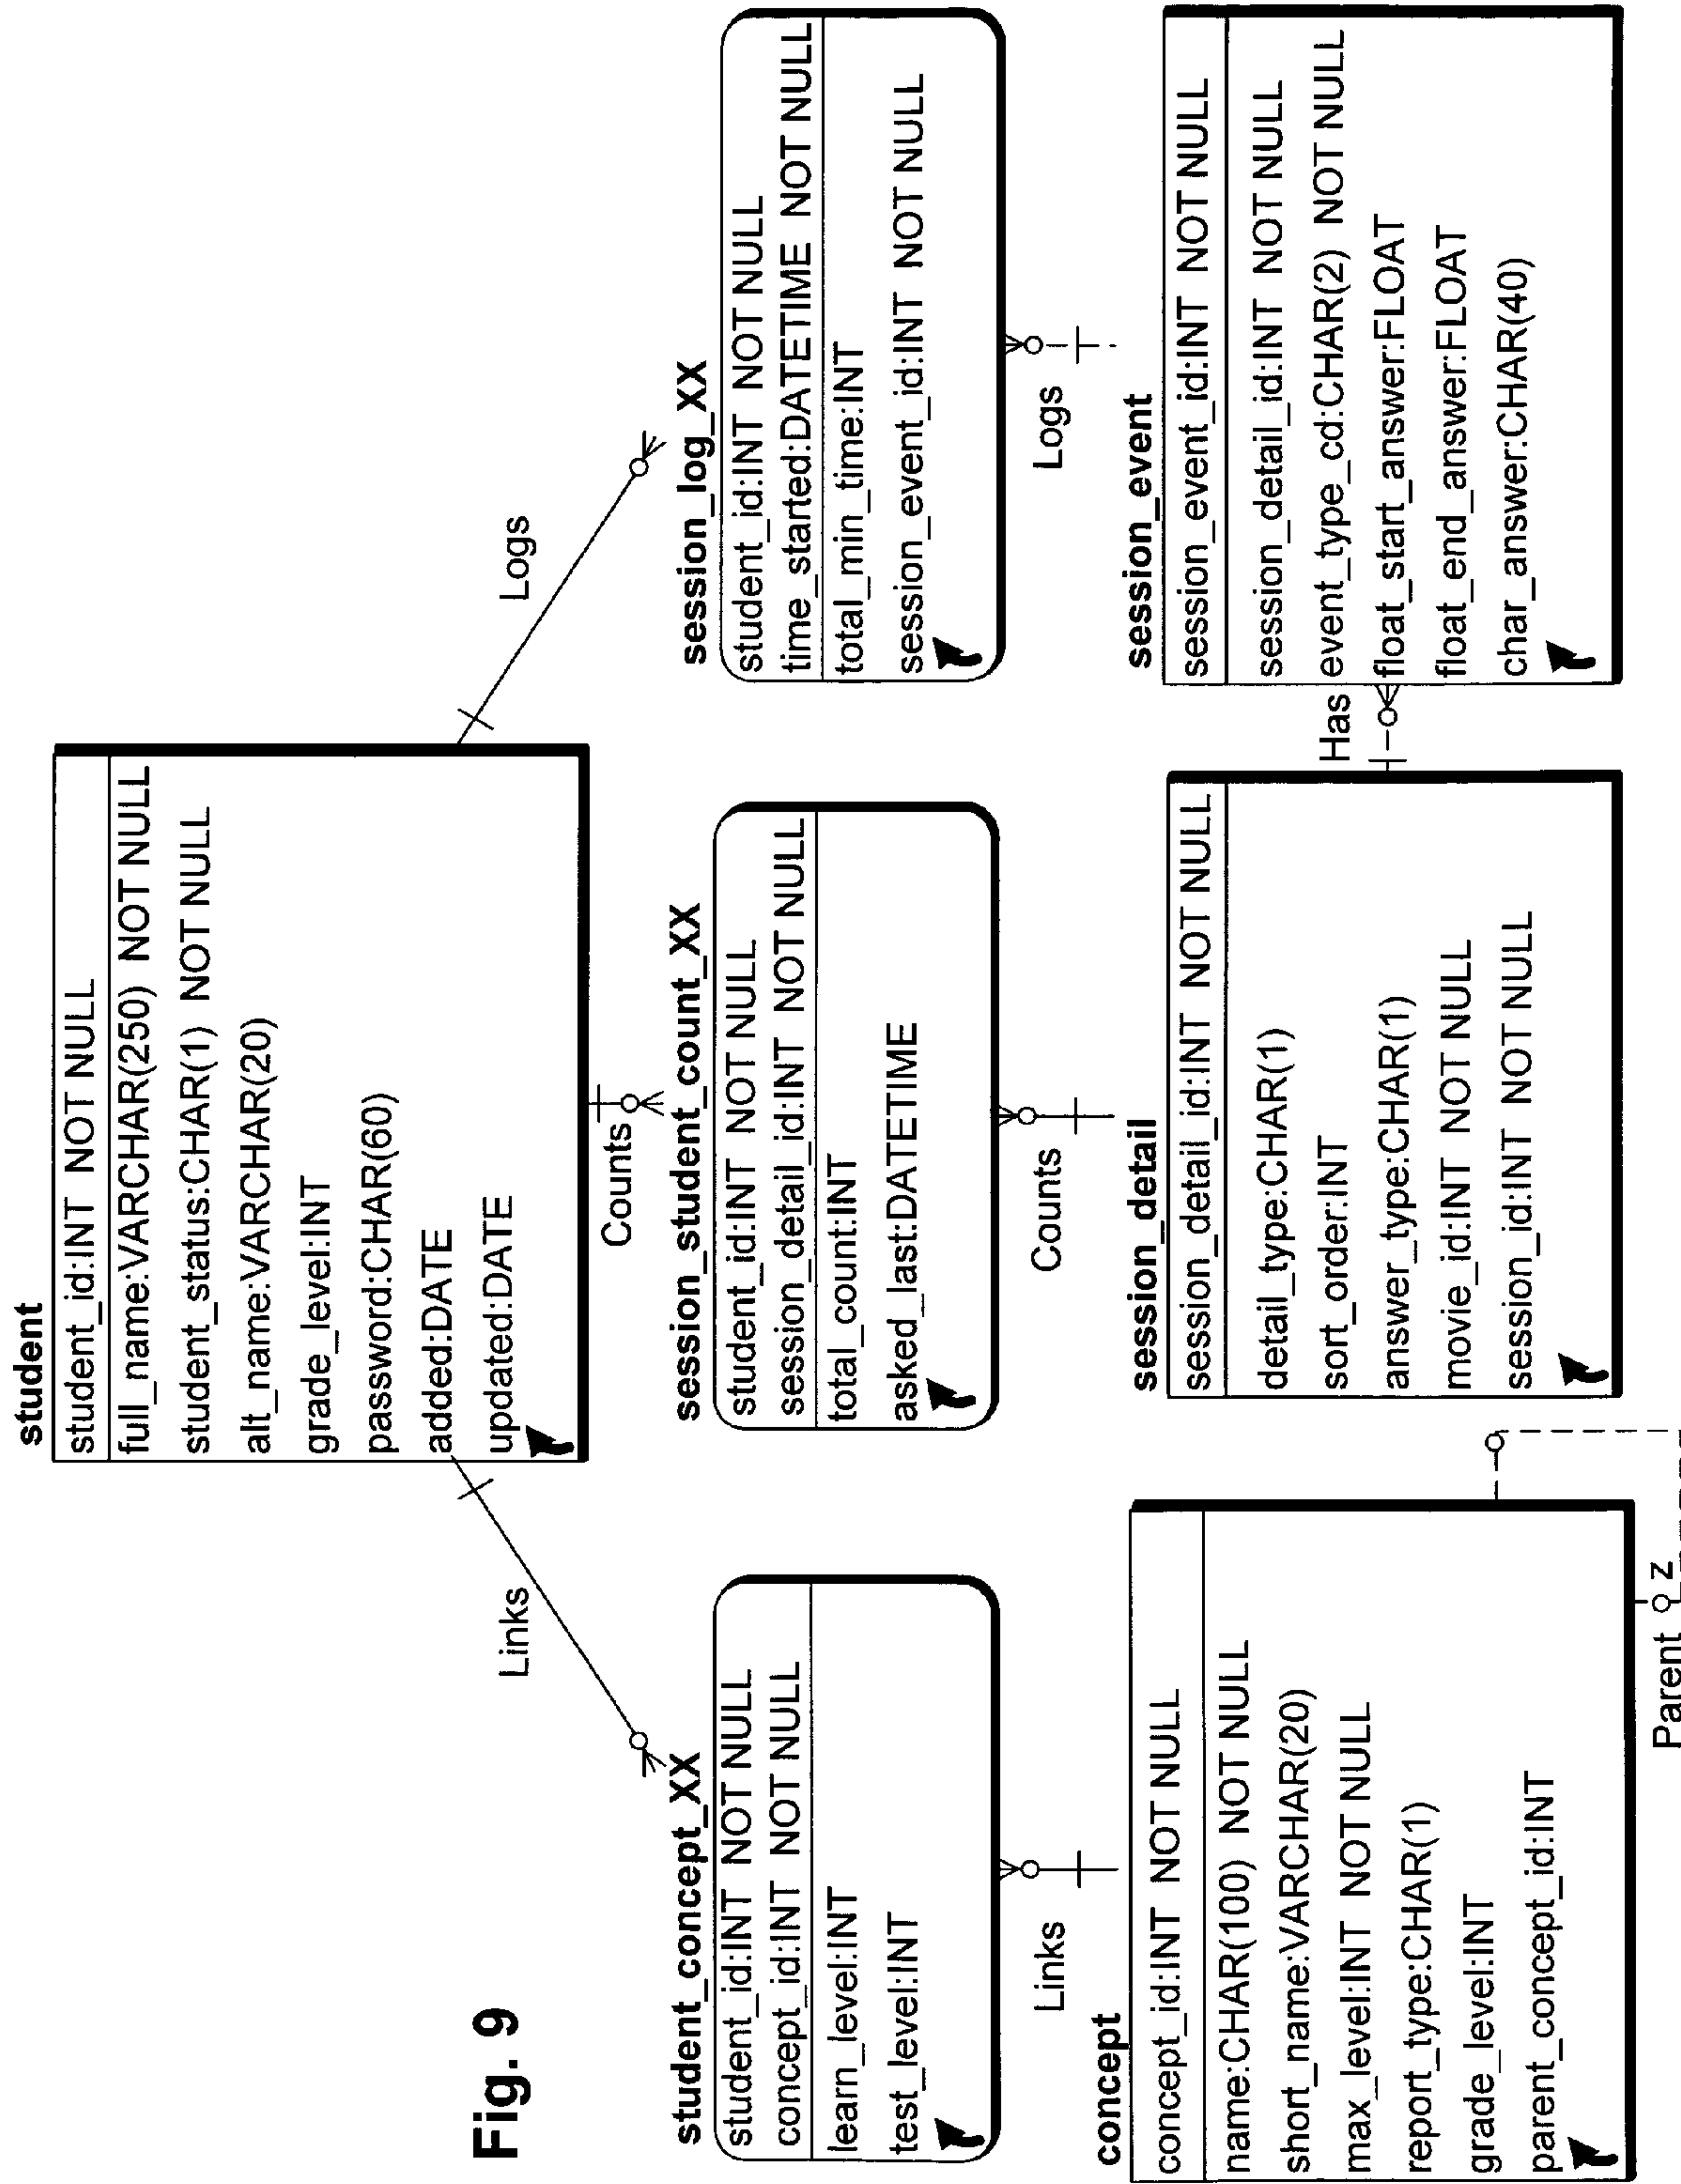 Fig. 9
student
student_id:INT NOT NULL
full_name:VARCHAR(250) NOT NULL
student_status:CHAR(1) NOT NULL
alt_name:VARCHAR(20)
grade_level:INT
password:CHAR(60)
added:DATE
updated:DATE
Links
Counts
Logs
student_concept_XX
student_id:INT NOT NULL
concept_id:INT NOT NULL
learn_level:INT
test_level:INT
session_student_count_XX
student_id:INT NOT NULL
session_detail_id:INT NOT NULL
total_count:INT
asked_last:DATETIME
session_log_XX
student_id:INT NOT NULL
time_started:DATETIME NOT NULL
total_min_time:INT
session_event_id:INT NOT NULL
Links
Counts
Logs
concept
concept_id:INT NOT NULL
name:CHAR(100) NOT NULL
short_name:VARCHAR(20)
max_level:INT NOT NULL
report_type:CHAR(1)
grade_level:INT
parent_concept_id:INT
Parent
Z
session_detail
session_detail_id:INT NOT NULL
detail_type:CHAR(1)
sort_order:INT
answer_type:CHAR(1)
movie_id:INT NOT NULL
session_id:INT NOT NULL
Has
session_event
session_event_id:INT NOT NULL
session_detail_id:INT NOT NULL
event_type_cd:CHAR(2) NOT NULL
float_start_answer:FLOAT
float_end_answer:FLOAT
char_answer:CHAR(40)